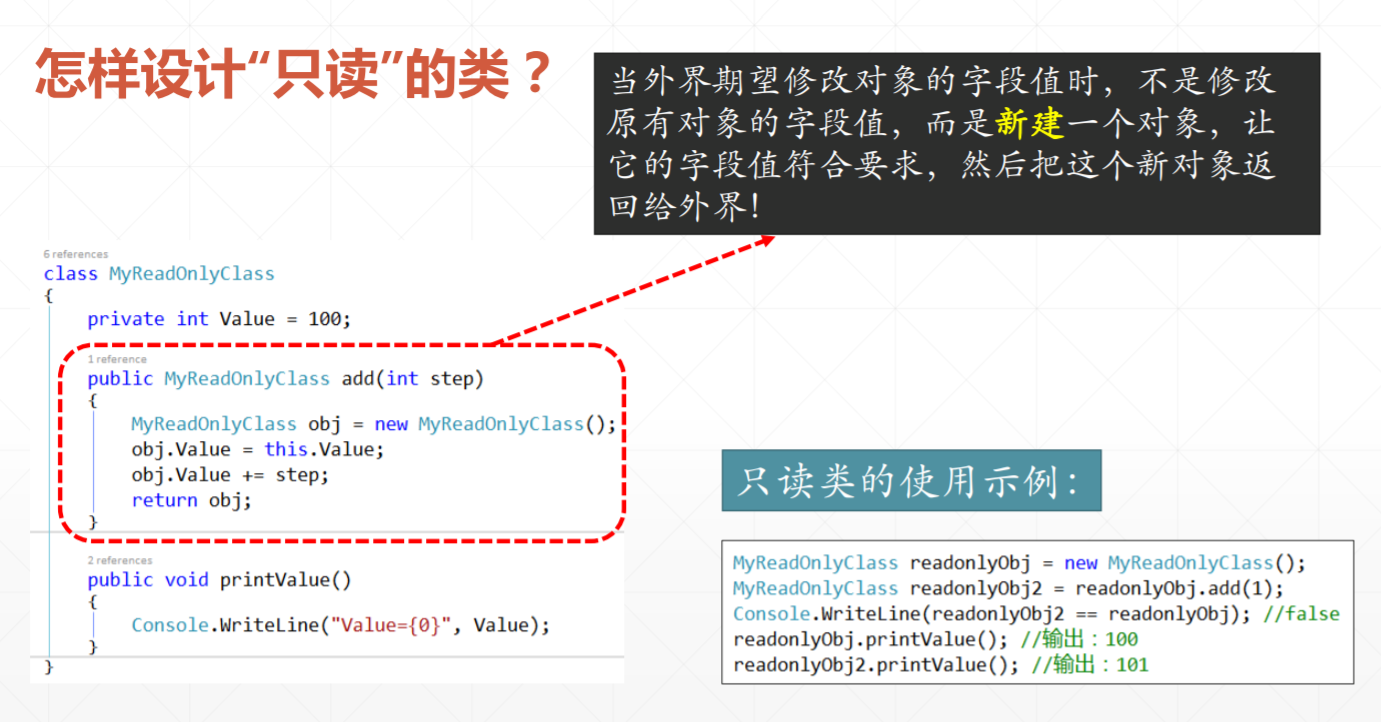 怎样设计“只读”的类？
当外界期望修改对象的字段值时，不是修改
原有对象的字段值，而是新建一个对象，让
它的字段值符合要求，然后把这个新对象返
回给外界!
6 references
class MyReadOnlyClass
{
private int Value = 100;
1 reference
public MyReadOnlyClass add(int step)
{
MyReadOnlyClass obj = new MyReadOnlyClass();
obj.Value = this.Value;
obj.Value += step;
return obj;
}
2 references
public void printValue()
{
Console.WriteLine("Value={0}", Value);
}
}
只读类的使用示例：
MyReadOnlyClass readonlyObj = new MyReadOnlyClass();
MyReadOnlyClass readonlyObj2 = readonlyObj.add(1);
Console.WriteLine(readonlyObj2 == readonlyObj); //false
readonlyObj.printValue(); //输出：100
readonlyObj2.printValue(); //输出：101